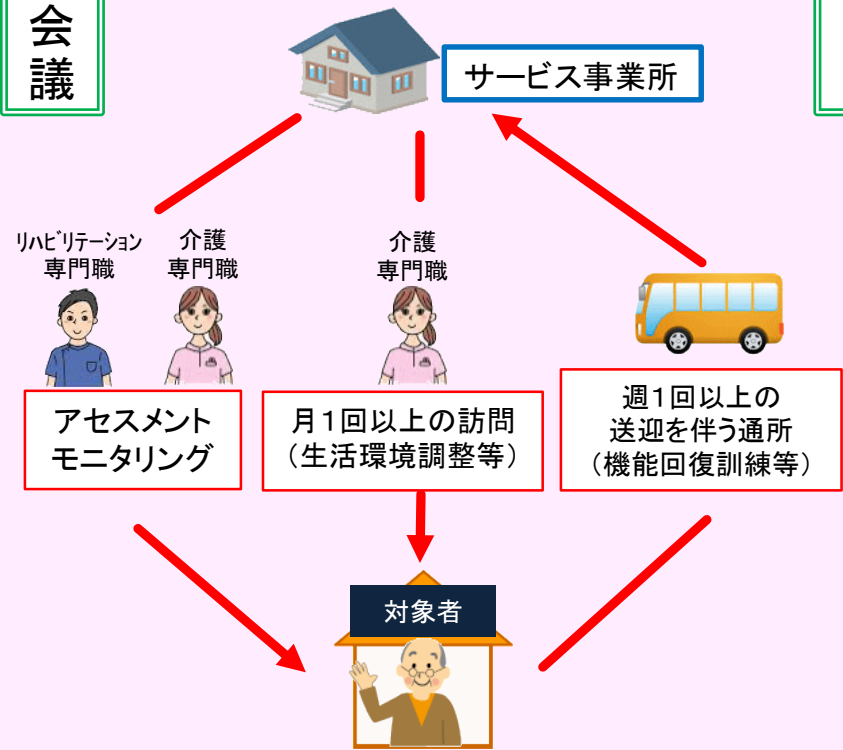 会
議
サービス事業所
リハビリテーション
専門職
介護
専門職
介護
専門職
アセスメント
モニタリング
月1回以上の訪問
（生活環境調整等）
週1回以上の
送迎を伴う通所
（機能回復訓練等）
対象者